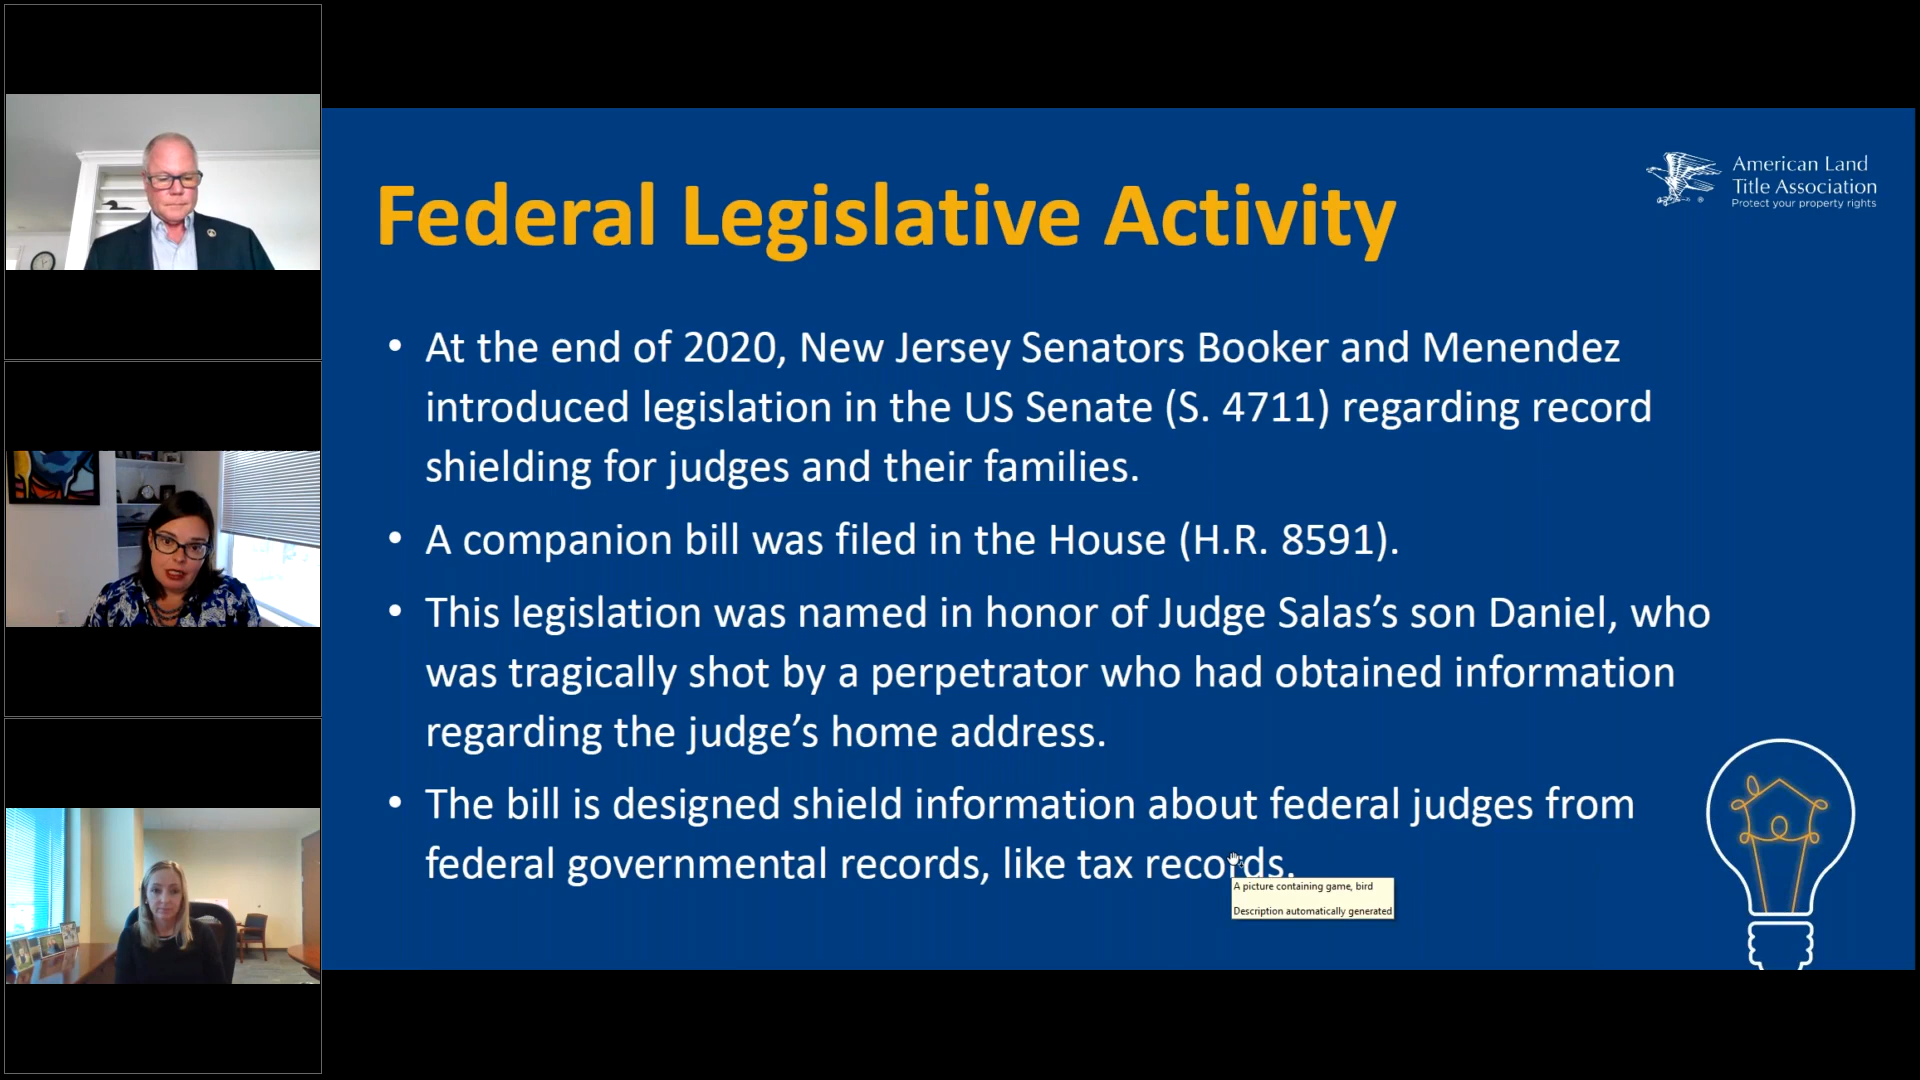 American Land
Title Association
Protect your property rights
Federal Legislative Activity
• At the end of 2020, New Jersey Senators Booker and Menendez
introduced legislation in the US Senate (S. 4711) regarding record
shielding for judges and their families.
• A companion bill was filed in the House (H.R. 8591).
• This legislation was named in honor of Judge Salas’s son Daniel, who
was tragically shot by a perpetrator who had obtained information
regarding the judge’s home address.
• The bill is designed shield information about federal judges from
federal governmental records, like tax records.
A picture containing game, bird
Description automatically generated